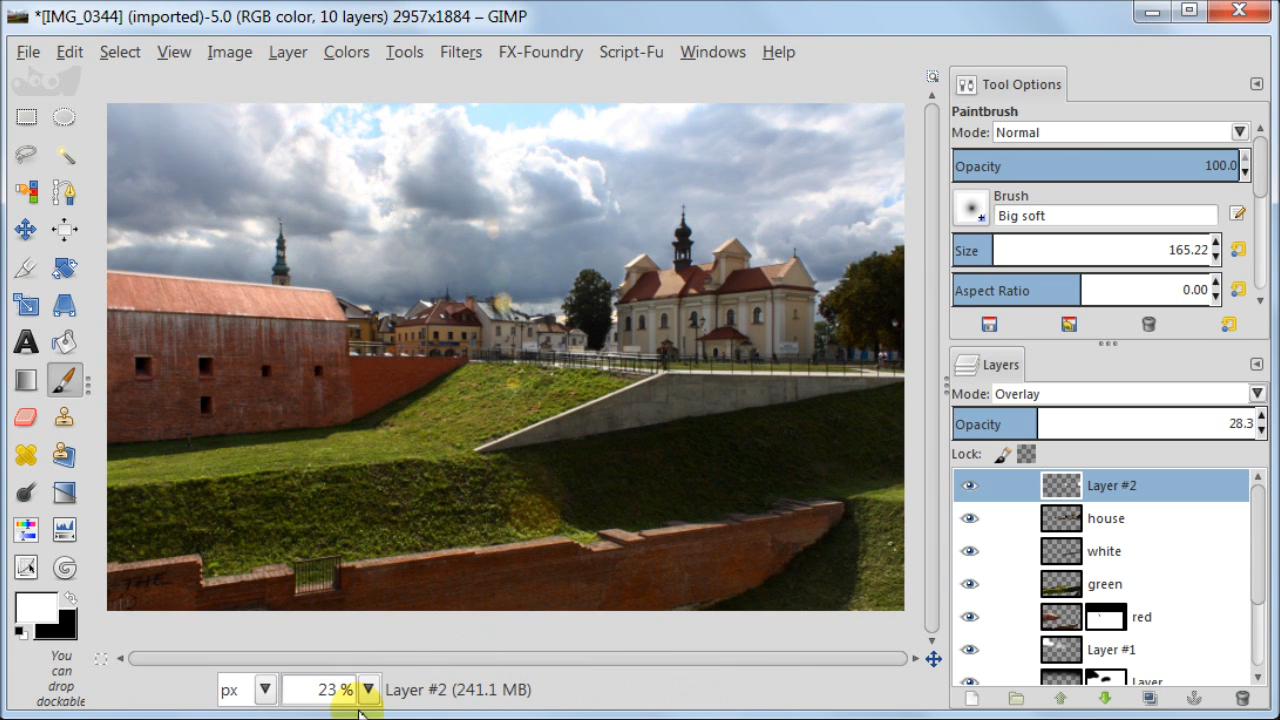 *[IMG_0344] (imported)-5.0 (RGB color, 10 layers) 2957x1884 – GIMP
File Edit Select View Image Layer Colors Tools Filters FX-Foundry Script-Fu Windows Help
Tool Options
Paintbrush
Mode: Normal
Opacity 100.0
Brush
Big soft
Size 165.22
Aspect Ratio 0.00
Layers
Mode: Overlay
Opacity 28.3
Lock:
Layer #2
house
white
green
red
Layer #1
Layer
You
can
drop
dockable
px 23 % Layer #2 (241.1 MB)